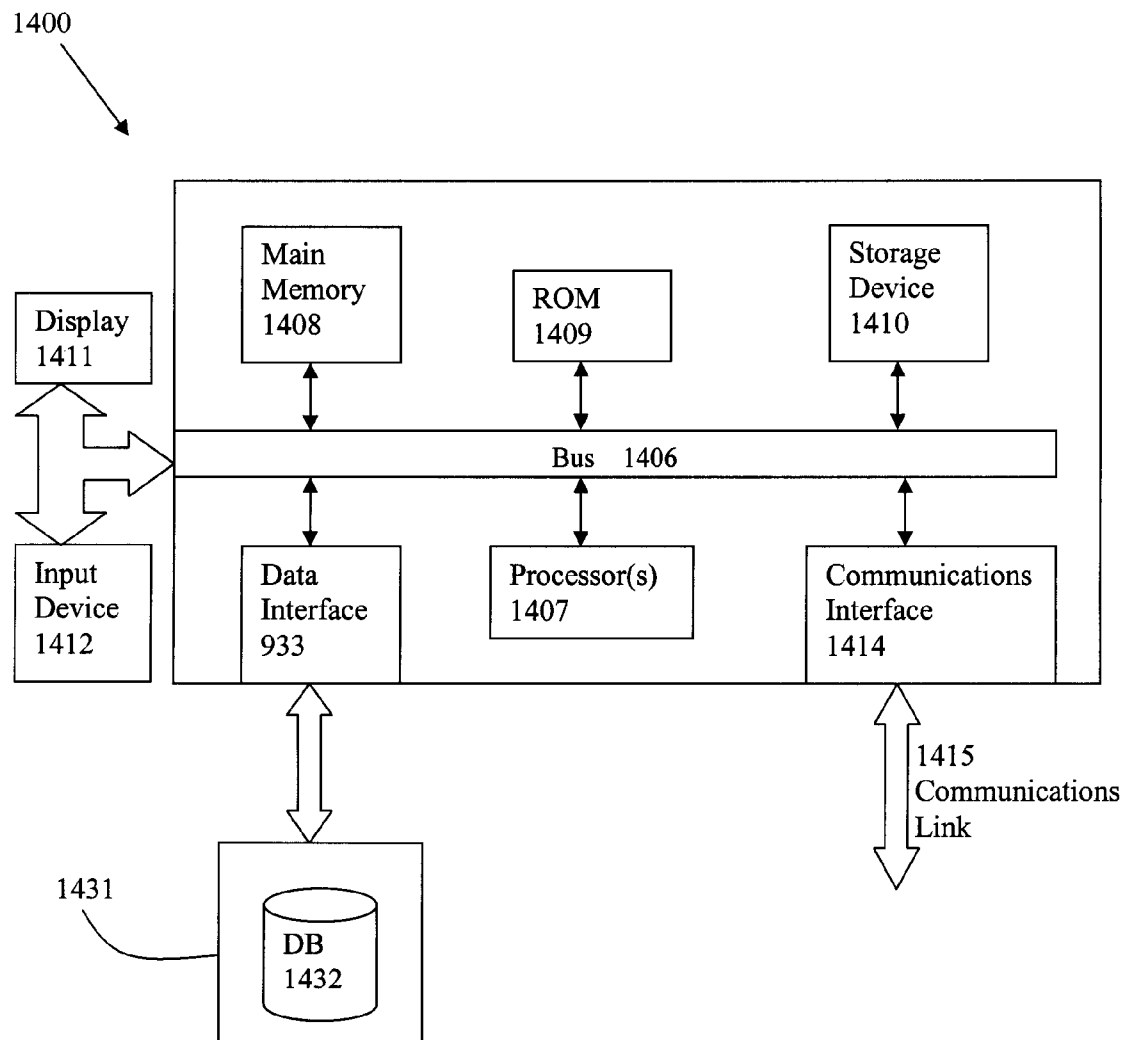 1400
Main
Memory
1408
ROM
1409
Storage
Device
1410
Display
1411
Bus 1406
Input
Device
1412
Data
Interface
933
Processor(s)
1407
Communications
Interface
1414
1415
Communications
Link
1431
DB
1432